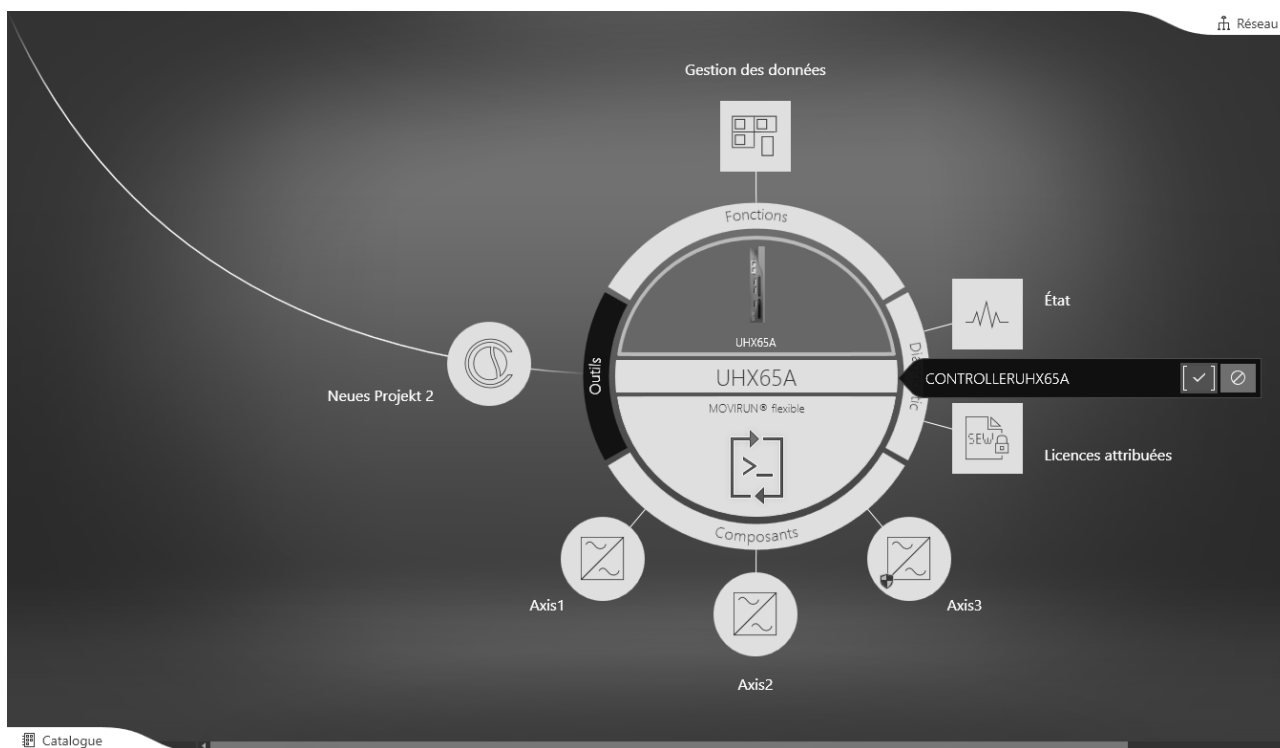 Réseau
Gestion des données
Fonctions
UHX65A
État
Outils
UHX65A
CONTROLLERUHX65A
Neues Projekt 2
MOVIRUN® flexible
SEW
Licences attribuées
>_
Composants
Axis1
Axis3
Axis2
Catalogue